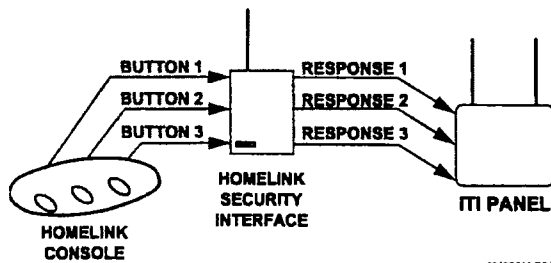 BUTTON 1
BUTTON 2
BUTTON 3
RESPONSE 1
RESPONSE 2
RESPONSE 3
HOMELINK
CONSOLE
HOMELINK
SECURITY
INTERFACE
ITI PANEL